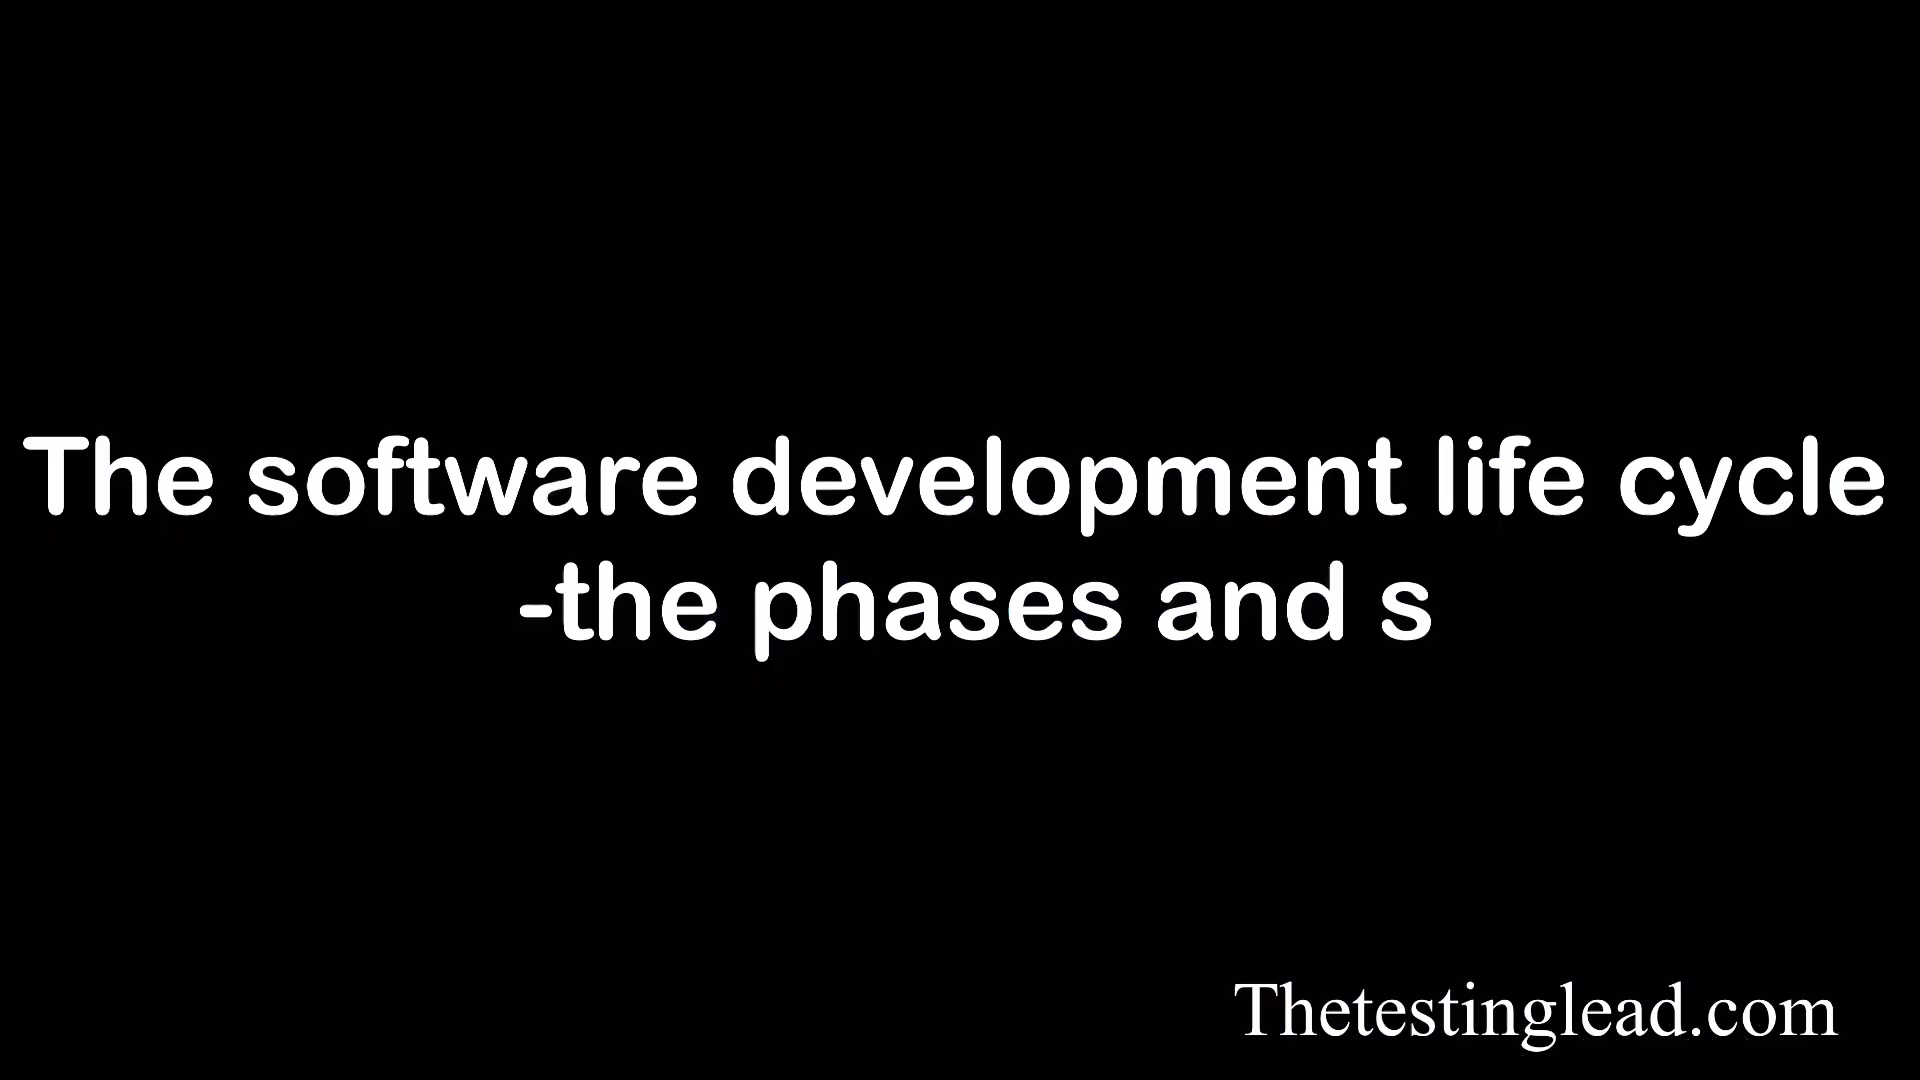 The software development life cycle
-the phases and s
Thetestinglead.com